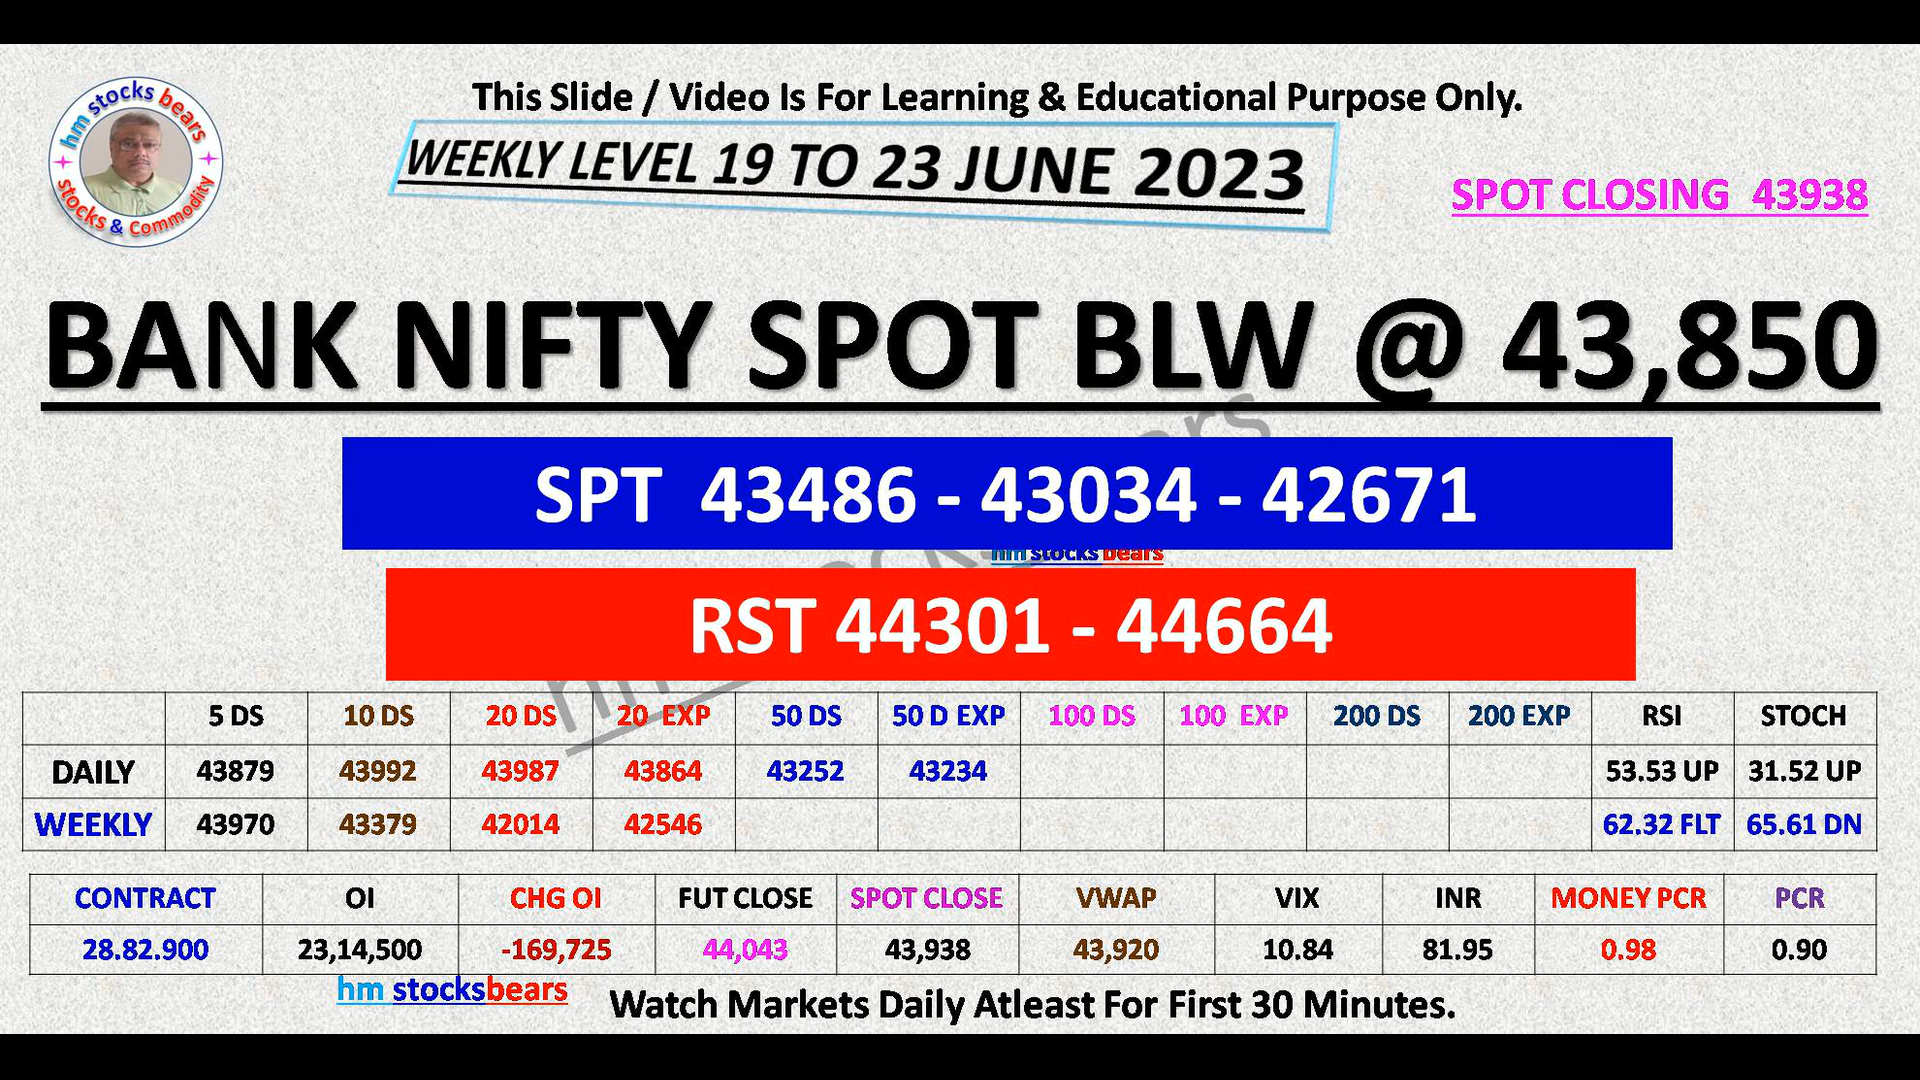 hm stocks bears
stocks & Commodity
This Slide / Video Is For Learning & Educational Purpose Only.
WEEKLY LEVEL 19 TO 23 JUNE 2023
SPOT CLOSING 43938
BANK NIFTY SPOT BLW @ 43,850
SPT 43486 - 43034 - 42671
hm stocks bears
RST 44301 - 44664
5 DS 10 DS 20 DS 20 EXP 50 DS 50 D EXP 100 DS 100 EXP 200 DS 200 EXP RSI STOCH
DAILY 43879 43992 43987 43864 43252 43234 53.53 UP 31.52 UP
WEEKLY 43970 43379 42014 42546 62.32 FLT 65.61 DN
CONTRACT OI CHG OI FUT CLOSE SPOT CLOSE VWAP VIX INR MONEY PCR PCR
28.82.900 23,14,500 -169,725 44,043 43,938 43,920 10.84 81.95 0.98 0.90
hm stocksbears
Watch Markets Daily Atleast For First 30 Minutes.